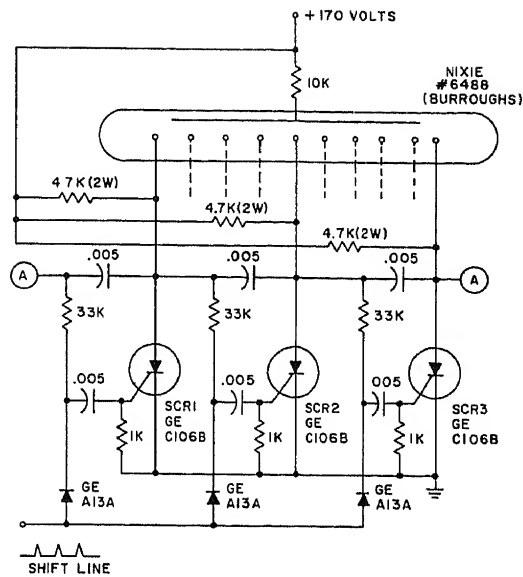 +170 VOLTS
10K
NIXIE
#6488
(BURROUGHS)
4.7K(2W)
4.7K(2W)
4.7K(2W)
.005
.005
.005
A
A
33K
33K
33K
.005
.005
005
SCR1
GE
C106B
SCR2
GE
C106B
SCR3
GE
C106B
1K
1K
1K
GE
A13A
GE
A13A
GE
A13A
SHIFT LINE